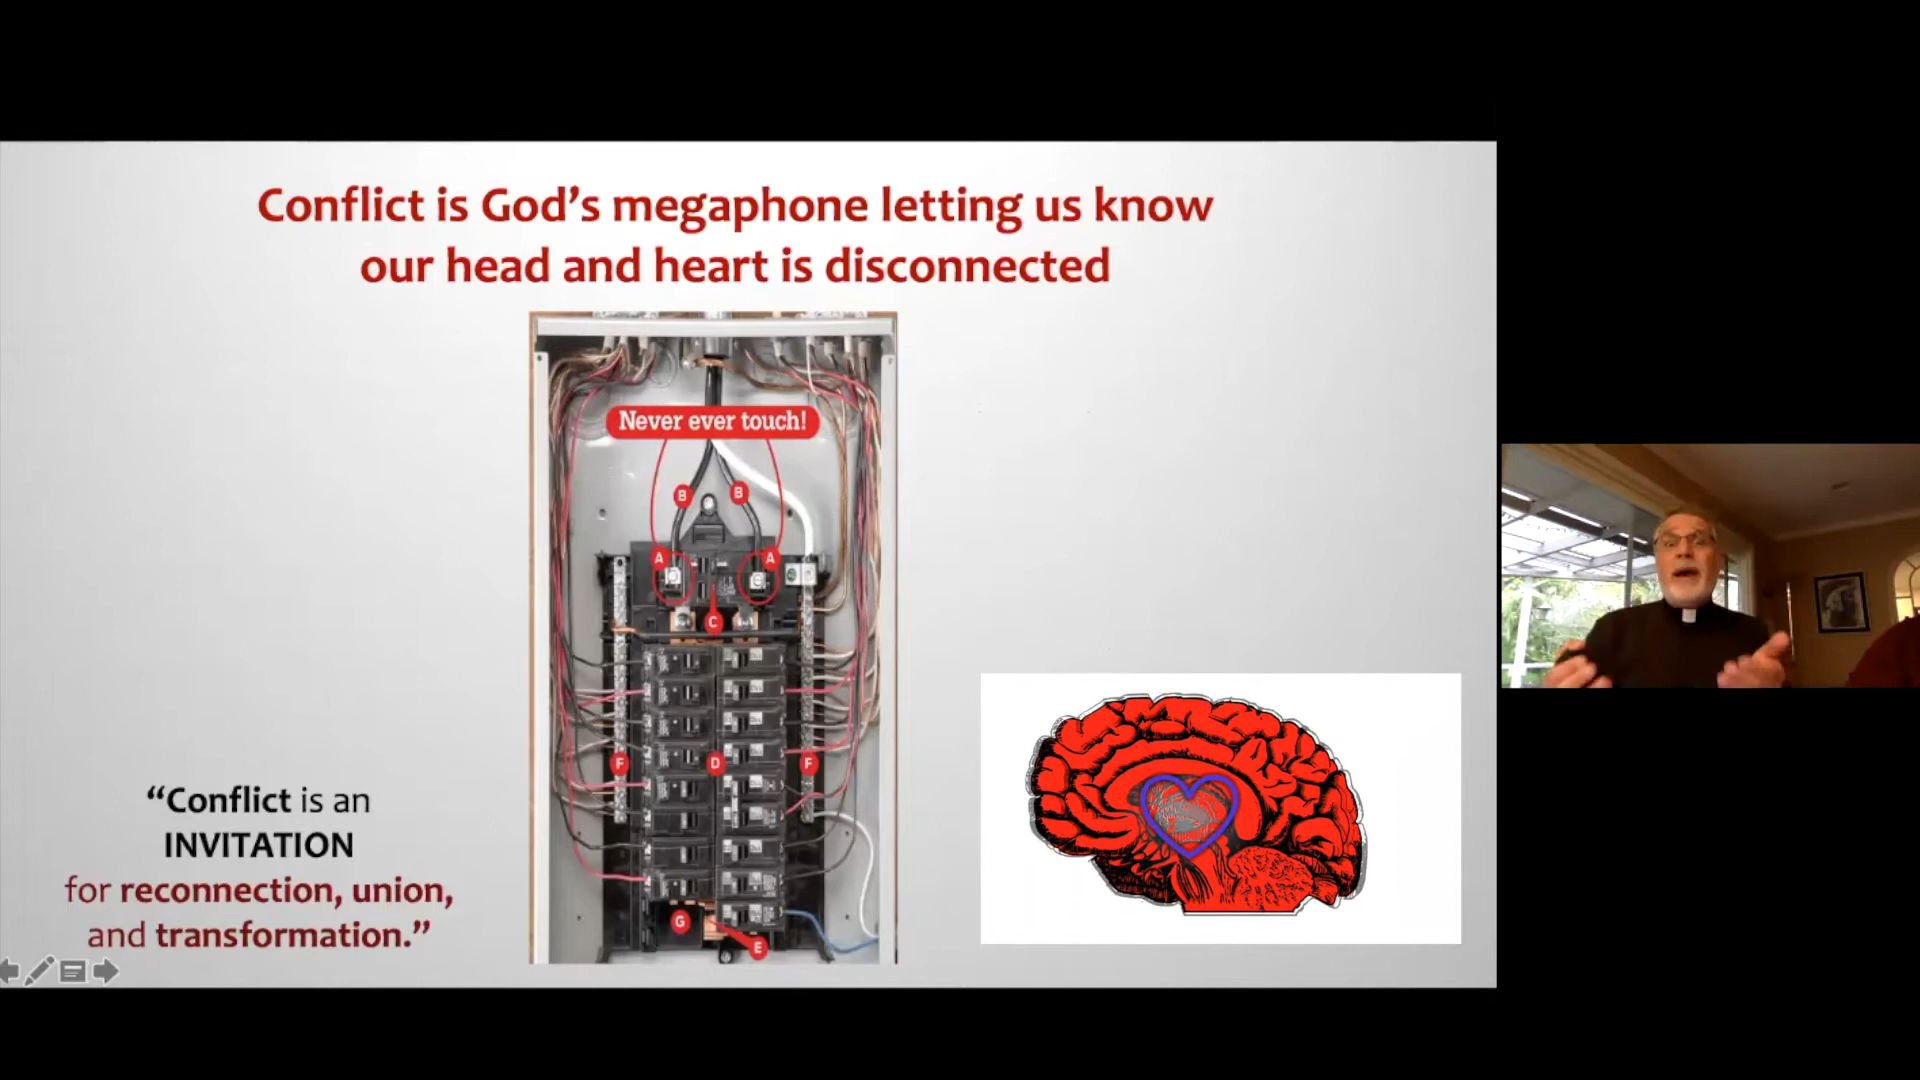 Conflict is God’s megaphone letting us know
our head and heart is disconnected
Never ever touch!
B B
A A
C
F D F
G
E
“Conflict is an
INVITATION
for reconnection, union,
and transformation.”